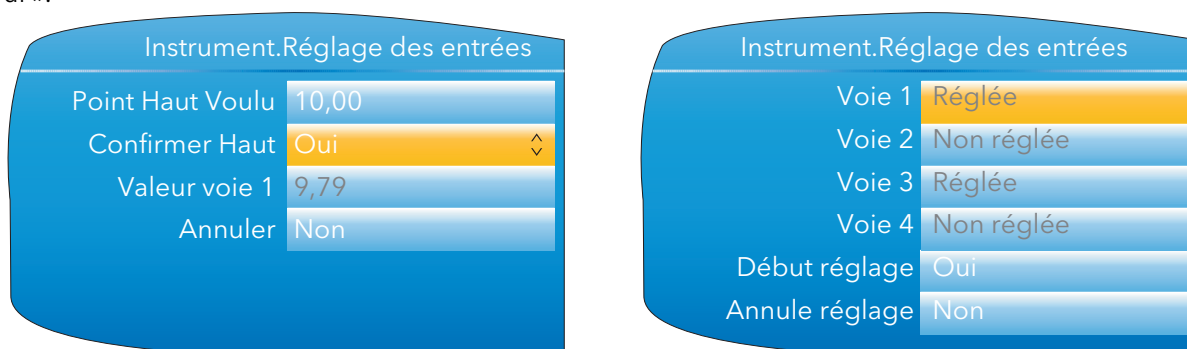 Instrument.Réglage des entrées
Point Haut Voulu 10,00
Confirmer Haut Oui
Valeur voie 1 9,79
Annuler Non
Instrument.Réglage des entrées
Voie 1 Réglée
Voie 2 Non réglée
Voie 3 Réglée
Voie 4 Non réglée
Début réglage Oui
Annule réglage Non